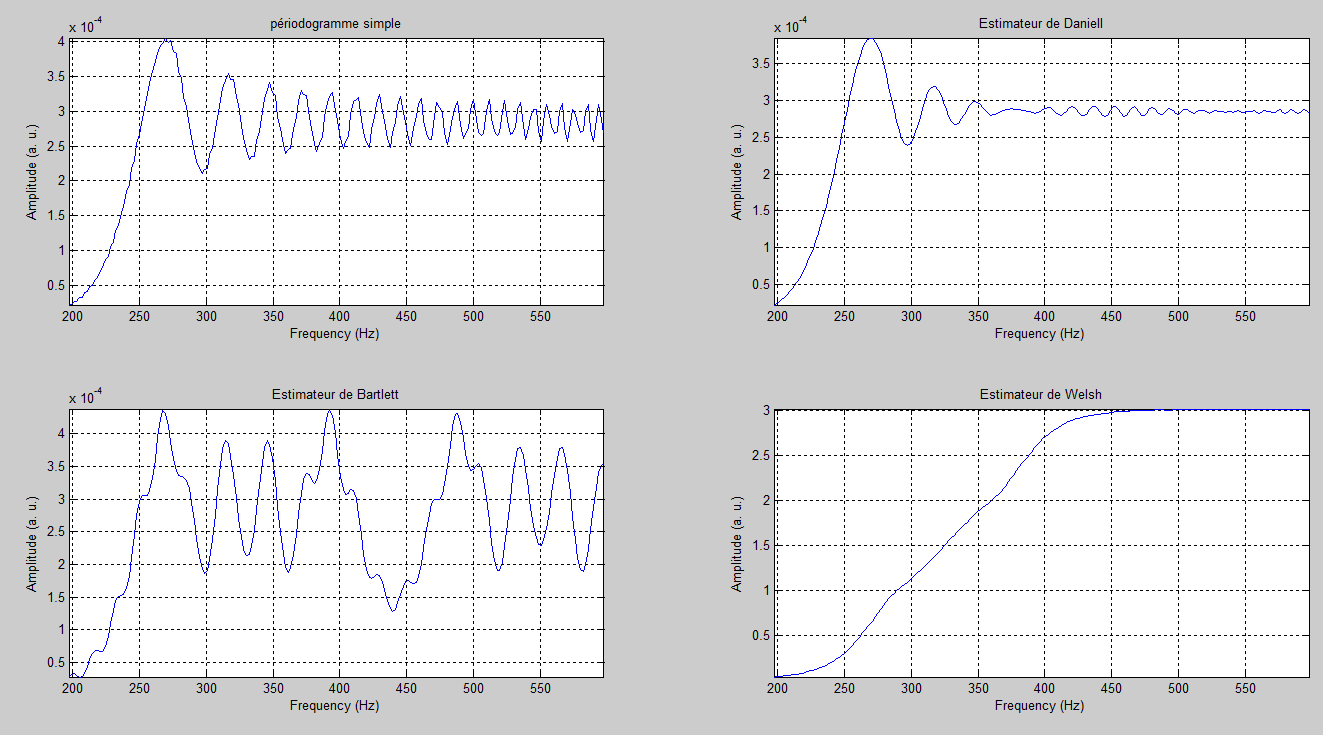 périodogramme simple
x 10-4
4
3.5
3
2.5
2
1.5
1
0.5
Amplitude (a. u.)
200 250 300 350 400 450 500 550
Frequency (Hz)
Estimateur de Daniell
x 10-4
3.5
3
2.5
2
1.5
1
0.5
Amplitude (a. u.)
200 250 300 350 400 450 500 550
Frequency (Hz)
Estimateur de Bartlett
x 10-4
4
3.5
3
2.5
2
1.5
1
0.5
Amplitude (a. u.)
200 250 300 350 400 450 500 550
Frequency (Hz)
Estimateur de Welsh
3
2.5
2
1.5
1
0.5
Amplitude (a. u.)
200 250 300 350 400 450 500 550
Frequency (Hz)